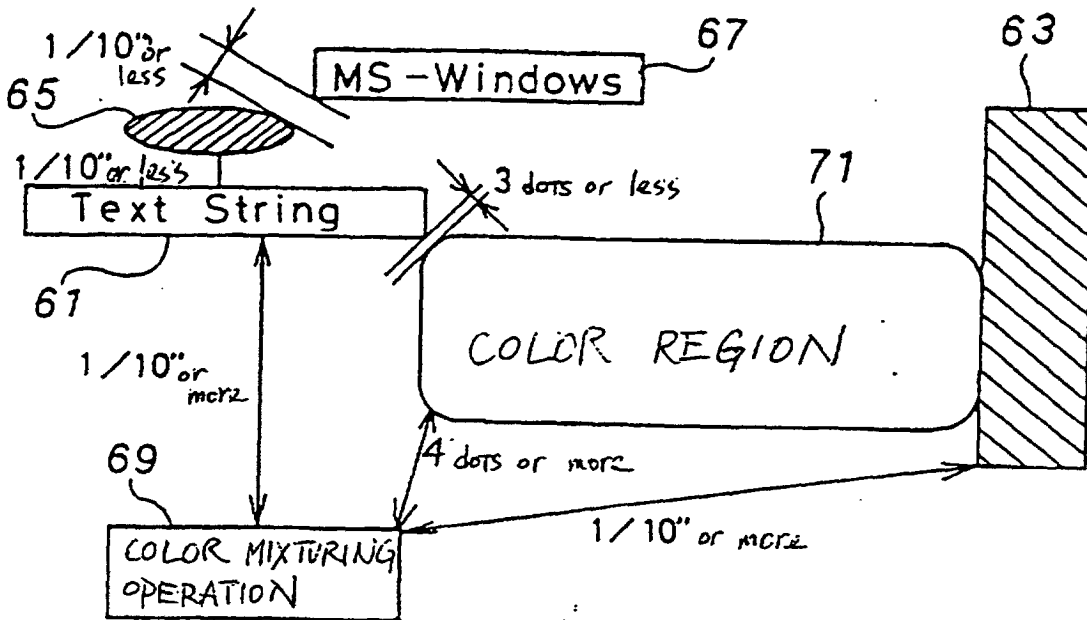 1/10" or
less
67
63
MS-Windows
65
1/10" or less
3 dots or less
71
Text String
61
COLOR REGION
1/10" or
more
4 dots or more
69
1/10" or more
COLOR MIXTURING
OPERATION